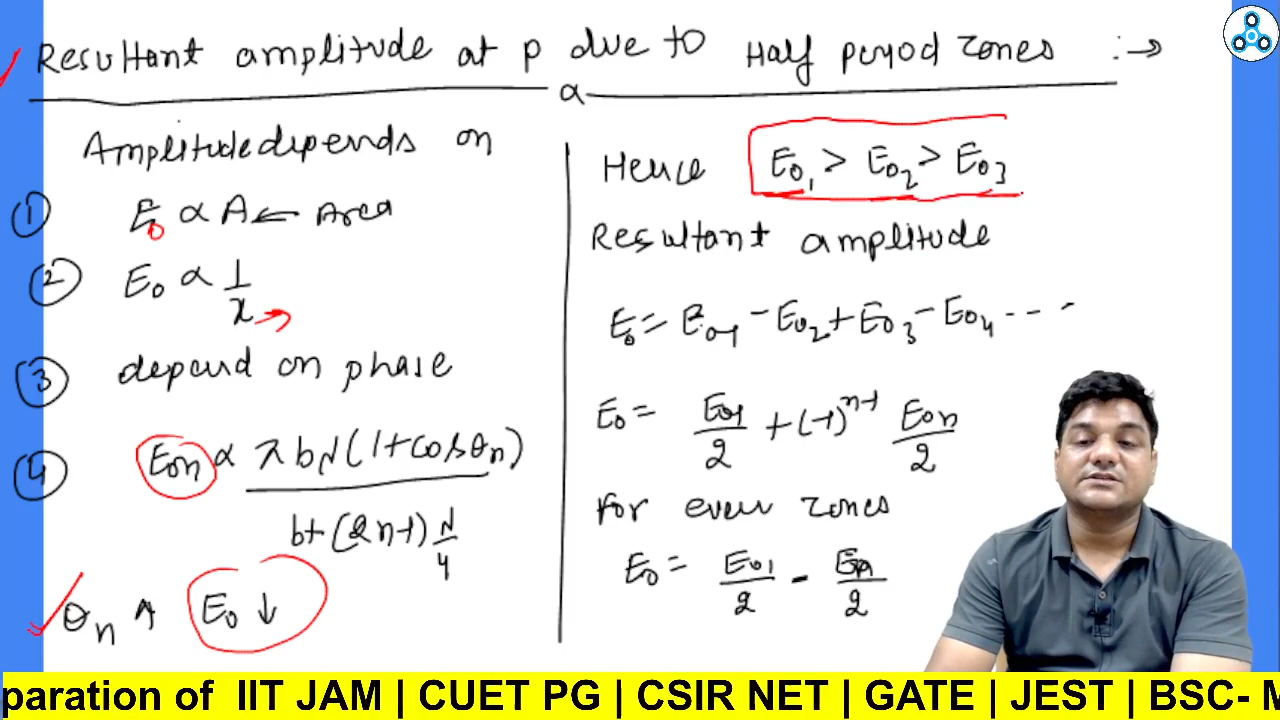 Resultant amplitude at P due to Half period zones :→
Amplitude depends on
① E₀ ∝ A ← Area
② E₀ ∝ 1/x →
③ depend on phase
④ E₀n ∝ πbλ(1+cosθn) / b+(2n-1)λ/4
θn ↑ E₀ ↓
Hence E₀₁ > E₀₂ > E₀₃
Resultant amplitude
E₀ = E₀₁ - E₀₂ + E₀₃ - E₀₄ - - -
E₀ = E₀₁/2 + (-1)ⁿ⁻¹ E₀n/2
For even zones
E₀ = E₀₁/2 - E₀n/2
paration of IIT JAM | CUET PG | CSIR NET | GATE | JEST | BSC- M